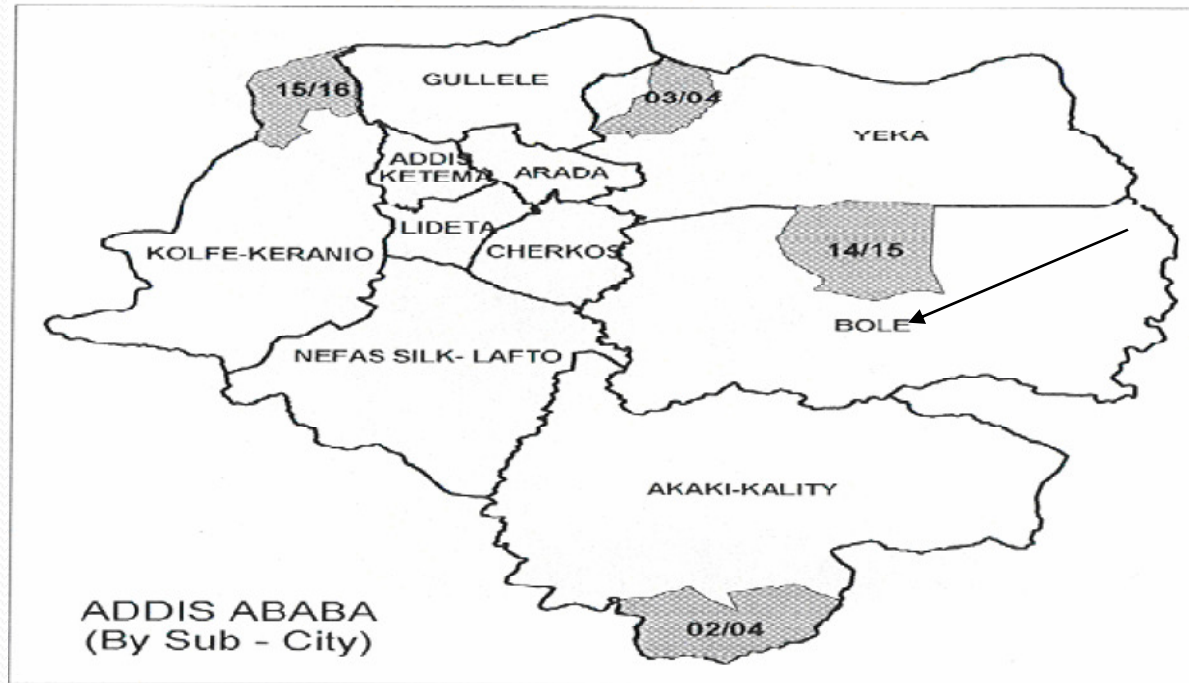 GULLELE
15/16
03/04
YEKA
ADDIS
KETEMA
ARADA
LIDETA
KOLFE-KERANIO
CHERKOS
14/15
BOLE
NEFAS SILK- LAFTO
AKAKI-KALITY
ADDIS ABABA
(By Sub - City)
02/04